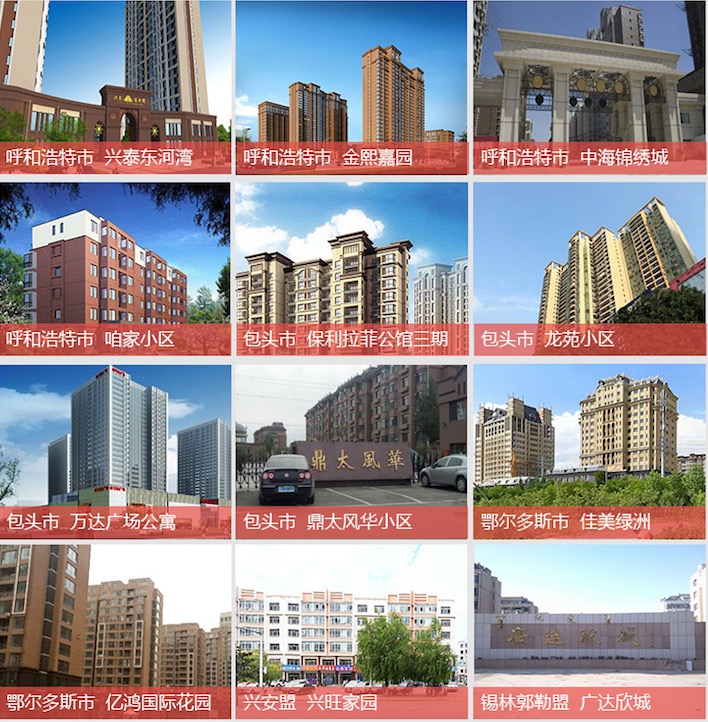 呼和浩特市 兴泰东河湾
呼和浩特市 金熙嘉园
呼和浩特市 中海锦绣城
呼和浩特市 咱家小区
包头市 保利拉菲公馆三期
包头市 龙苑小区
包头市 万达广场公寓
鼎太風華
包头市 鼎太风华小区
鄂尔多斯市 佳美绿洲
鄂尔多斯市 亿鸿国际花园
兴安盟 兴旺家园
锡林郭勒盟 广达欣城